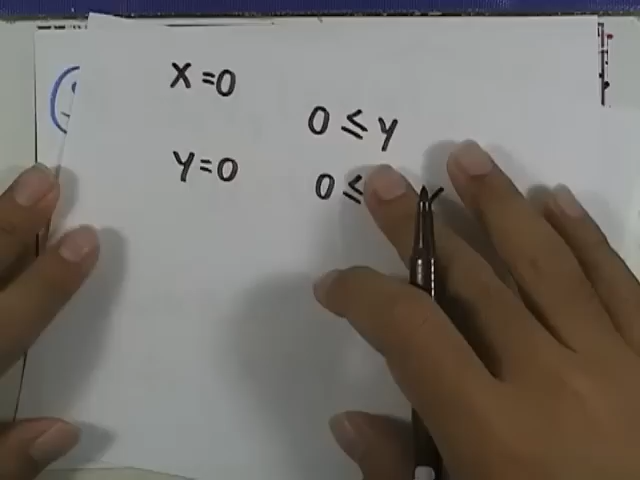 x = 0
0 ≤ y
y = 0
0 ≤